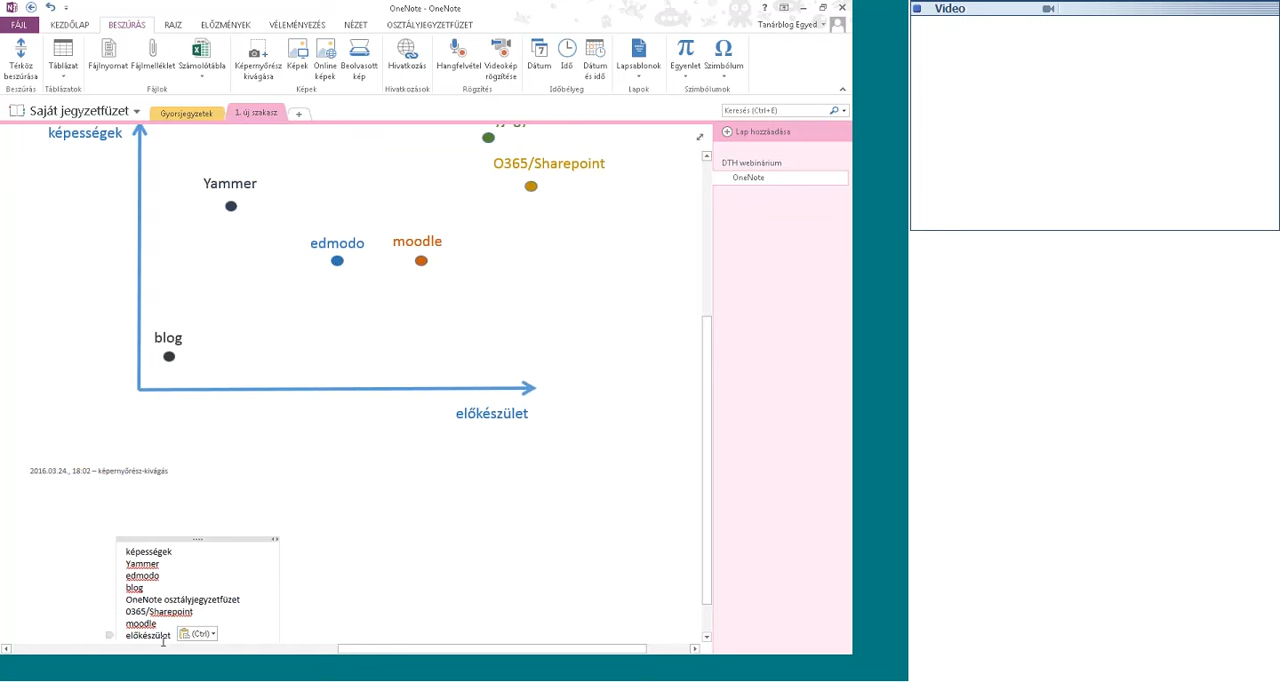 OneNote - OneNote
Video
FÁJL KEZDŐLAP BESZÚRÁS RAJZ ELŐZMÉNYEK VÉLEMÉNYEZÉS NÉZET OSZTÁLYJEGYZETFÜZET
Tanárblog Egyed
Térköz beszúrása
Táblázat
Fájlnyomat
Fájlmelléklet
Számolótábla
Képernyőrész kivágása
Képek
Online képek
Beolvasott kép
Hivatkozás
Hangfelvétel
Videokép rögzítése
Dátum
Idő
Dátum és idő
Lapsablonok
Egyenlet
Szimbólum
Beszúrás Táblázatok Fájlok Képek Hivatkozások Rögzítés Időbélyeg Lapok Szimbólumok
Saját jegyzetfüzet
Gyorsjegyzetek
1. új szakasz
Keresés (Ctrl+E)
Lap hozzáadása
DTH webinárium
OneNote
képességek
O365/Sharepoint
Yammer
edmodo
moodle
blog
előkészület
2016.03.24., 18:02 – képernyőrész-kivágás
képességek
Yammer
edmodo
blog
OneNote osztályjegyzetfüzet
0365/Sharepoint
moodle
előkészülot
(Ctrl)